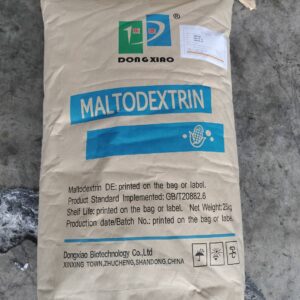 DONGXIAO
MALTODEXTRIN
Maltodextrin DE: printed on the bag or label.
Product Standard Implemented: GB/T20882.6
Shelf Life: printed on the bag or label. Net Weight: 25kg
Production date/Batch No.: printed on the bag or labe.
Dongxiao Biotechnology Co.,Ltd
XINXING TOWN,ZHUCHENG,SHANDONG,CHINA